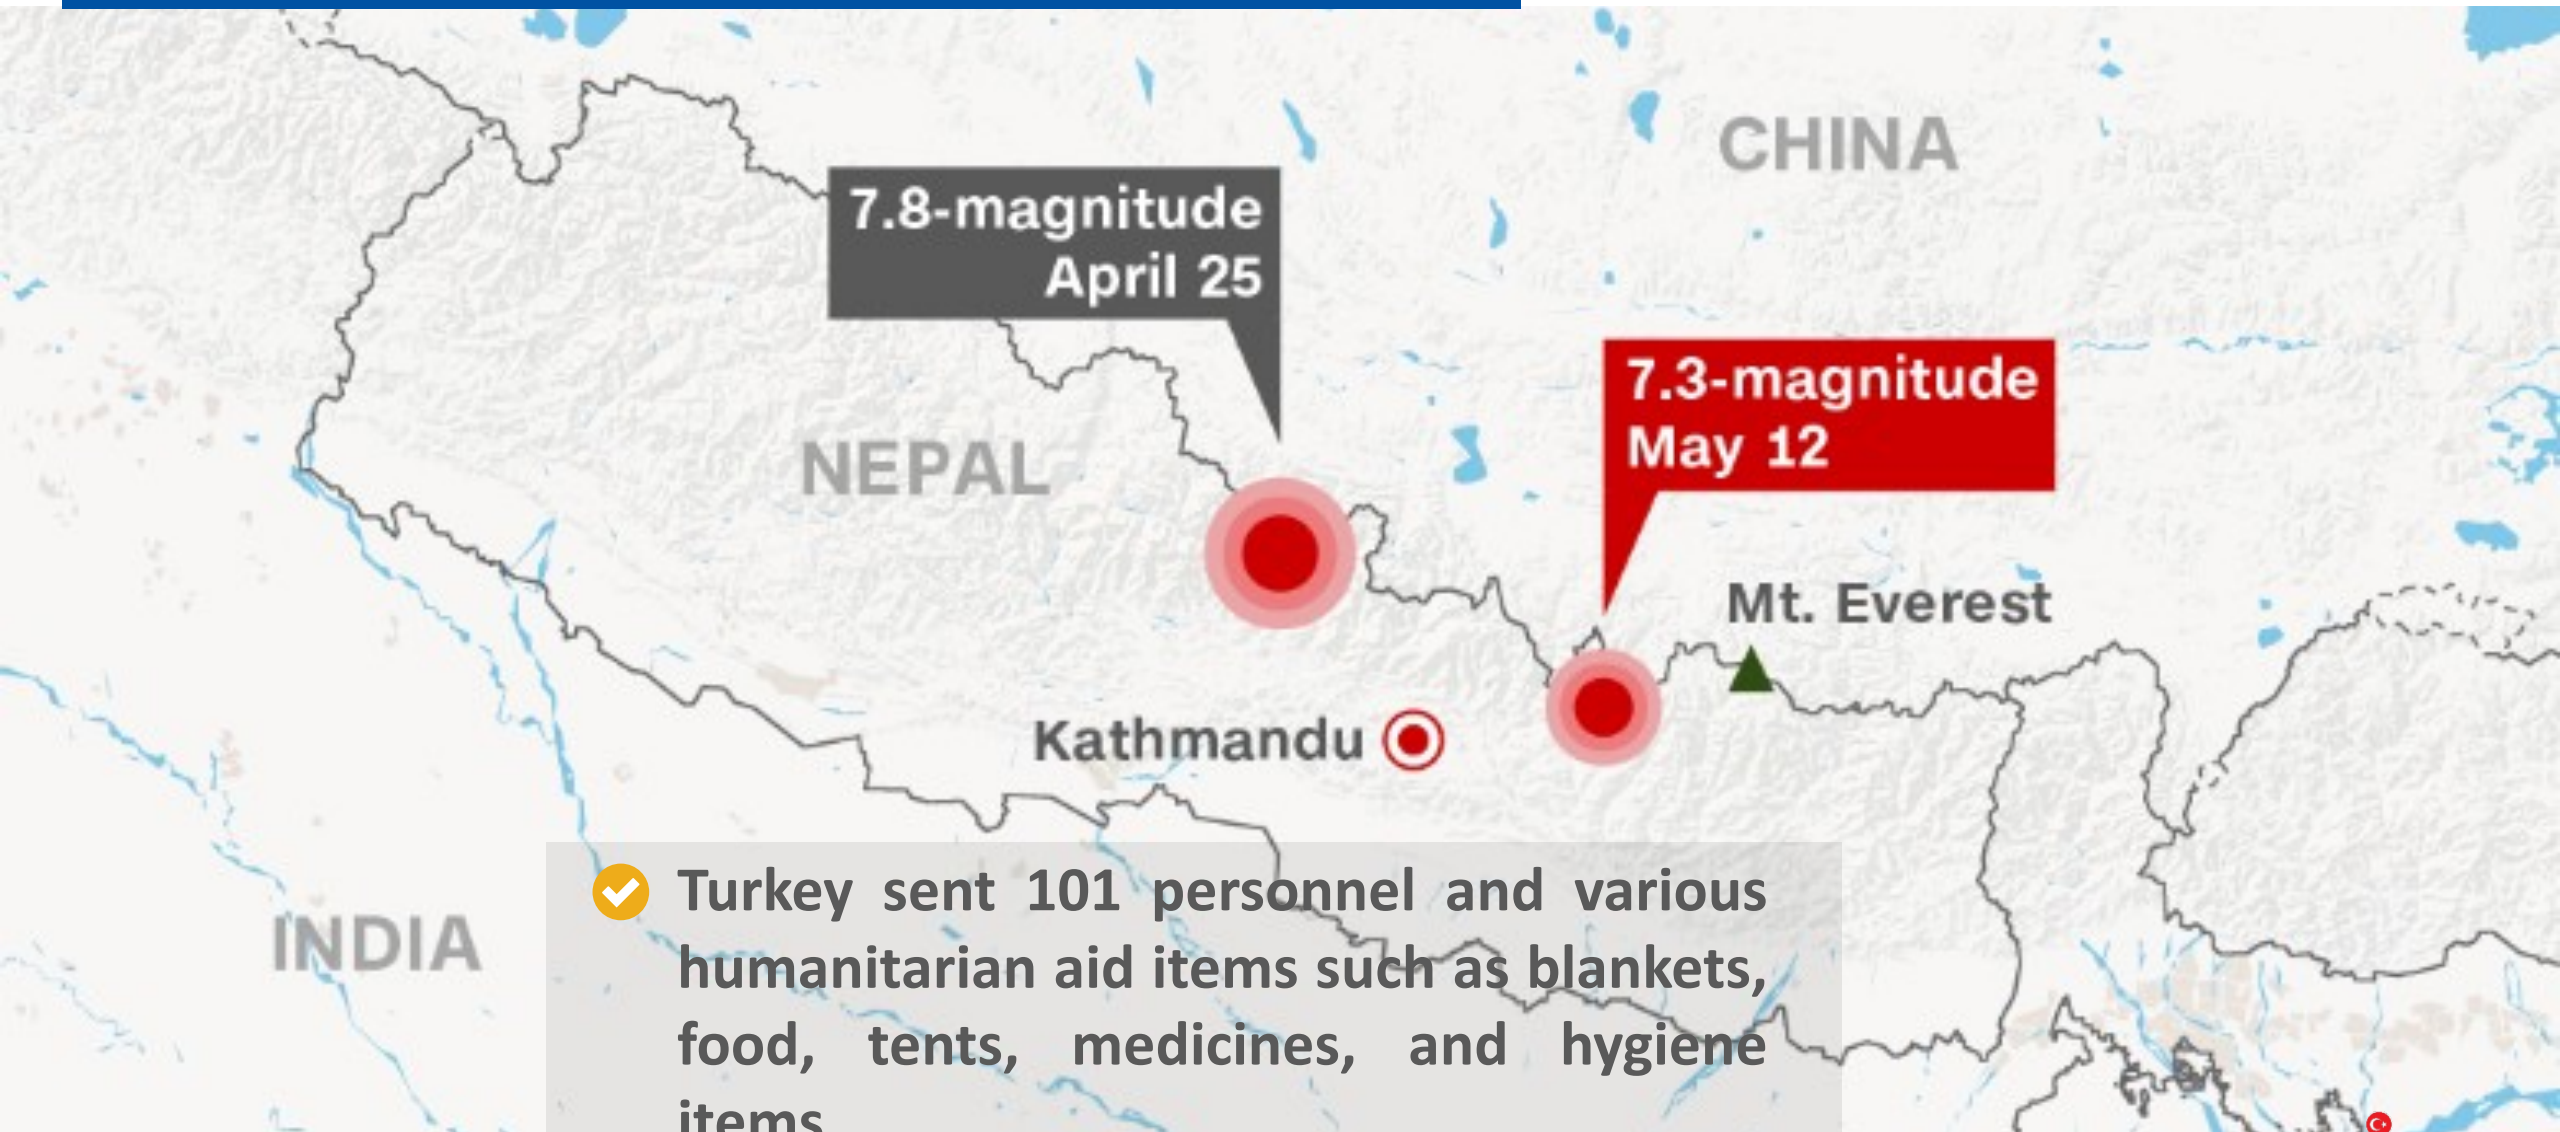 CHINA
7.8-magnitude
April 25
7.3-magnitude
May 12
NEPAL
Mt. Everest
Kathmandu
INDIA
Turkey sent 101 personnel and various
humanitarian aid items such as blankets,
food, tents, medicines, and hygiene
items